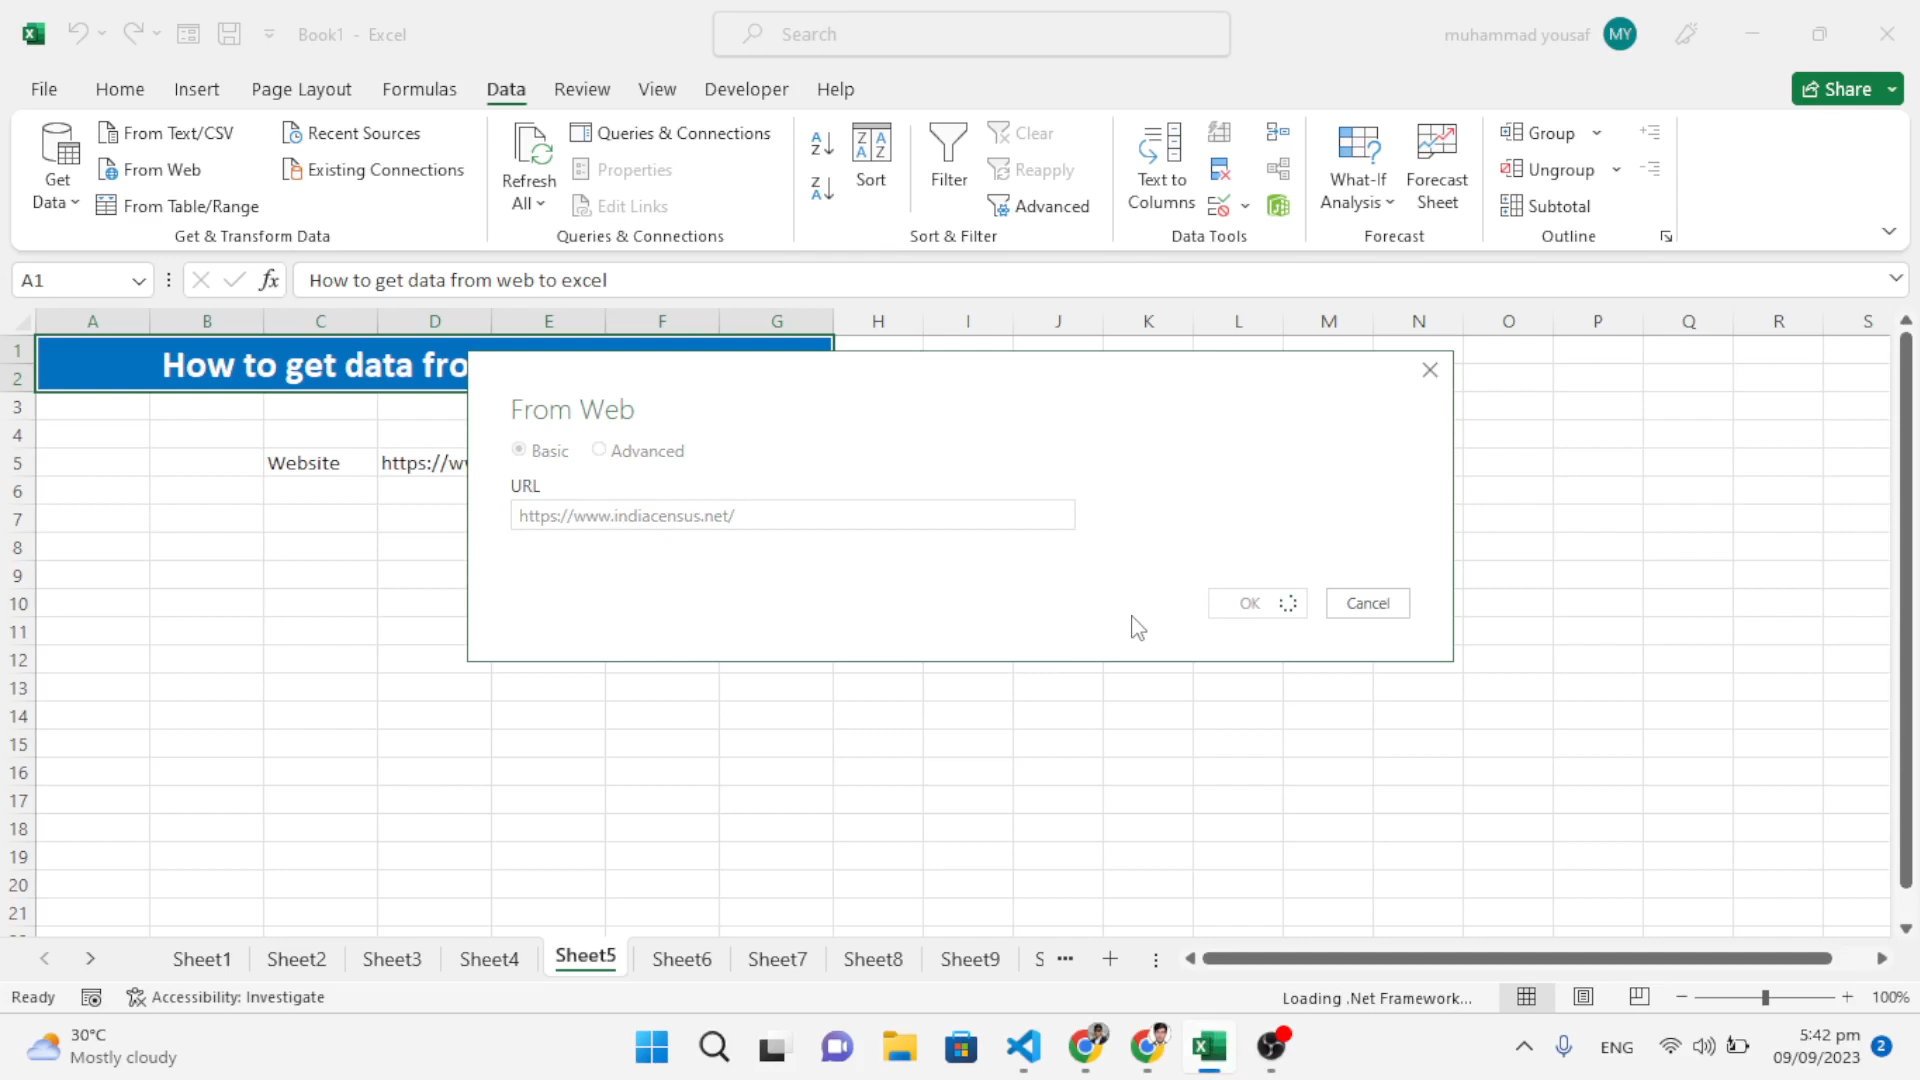 Book1 - Excel
Search
muhammad yousaf MY
File Home Insert Page Layout Formulas Data Review View Developer Help
Share
Get Data
From Text/CSV
From Web
From Table/Range
Recent Sources
Existing Connections
Get & Transform Data
Refresh All
Queries & Connections
Properties
Edit Links
Queries & Connections
Sort
Filter
Clear
Reapply
Advanced
Sort & Filter
Text to Columns
Data Tools
What-If Analysis
Forecast Sheet
Forecast
Group
Ungroup
Subtotal
Outline
A1
fx
How to get data from web to excel
A B C D E F G H I J K L M N O P Q R S
1
2
How to get data fro
3
4
5 Website https://w
6
7
8
9
10
11
12
13
14
15
16
17
18
19
20
21
From Web
Basic Advanced
URL
https://www.indiacensus.net/
OK Cancel
Sheet1 Sheet2 Sheet3 Sheet4 Sheet5 Sheet6 Sheet7 Sheet8 Sheet9 S ...
Ready Accessibility: Investigate
Loading .Net Framework...
100%
30°C
Mostly cloudy
ENG
5:42 pm
09/09/2023
2